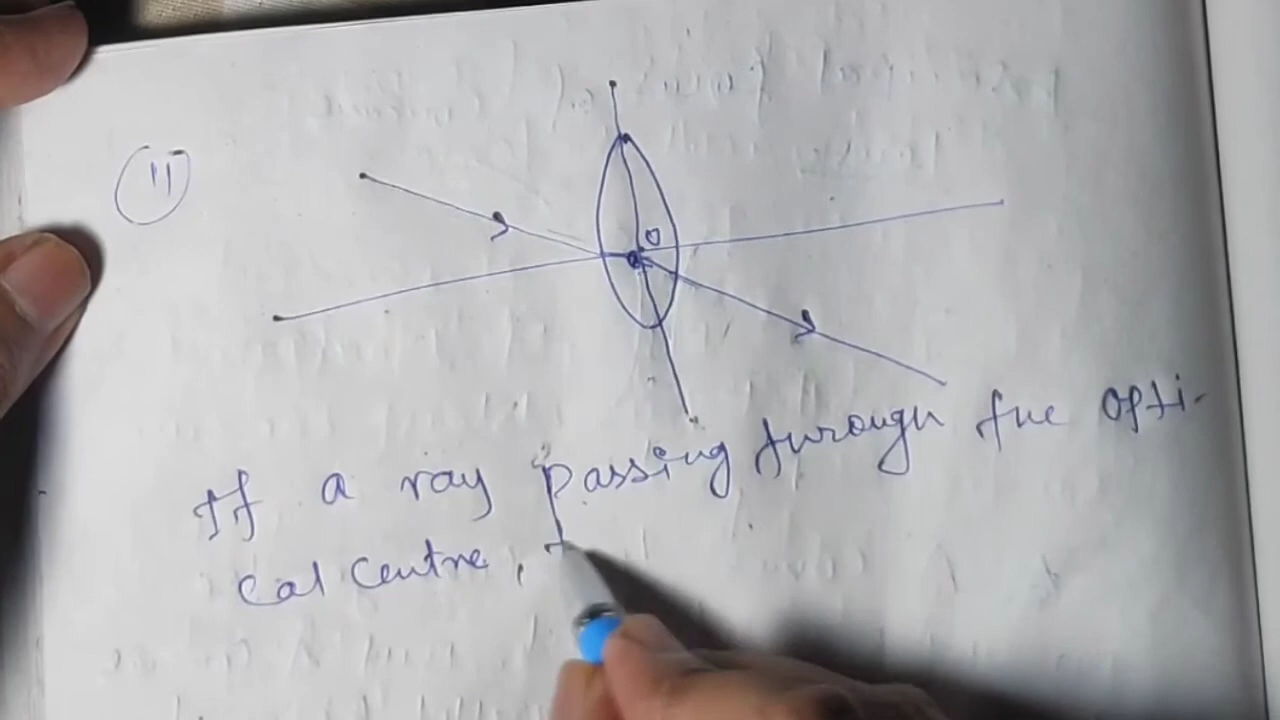 11
O
If a ray passing through the opti-
cal centre,